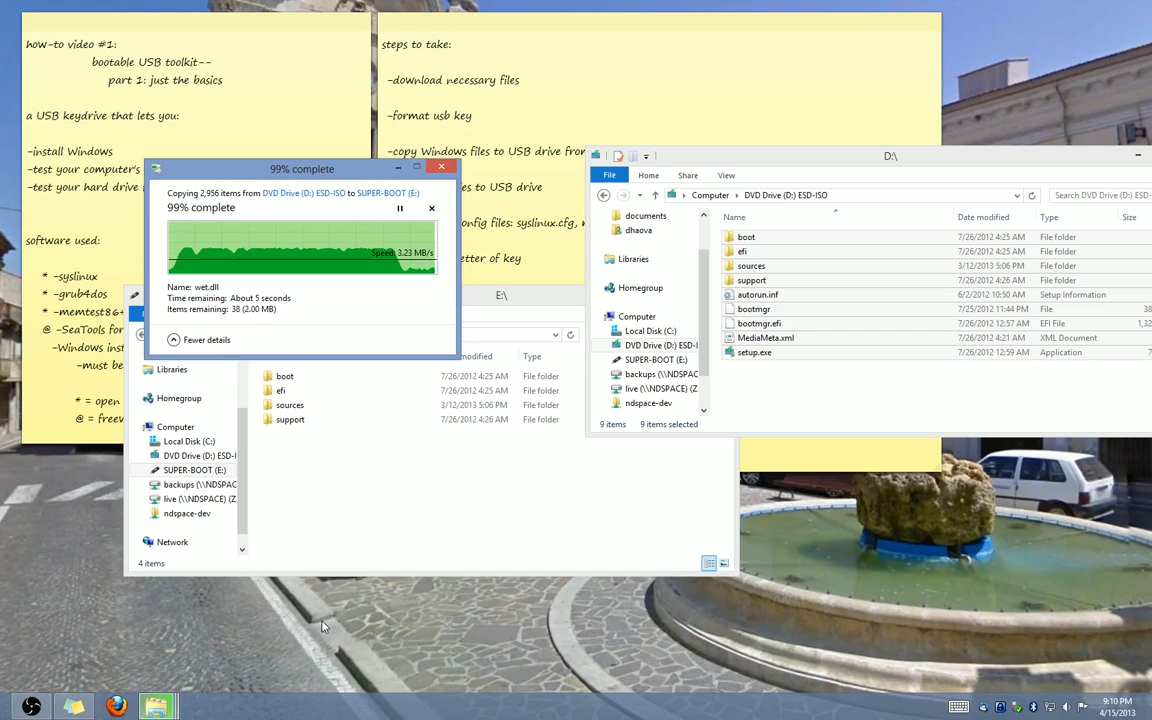 how-to video #1:
bootable USB toolkit--
part 1: just the basics
a USB keydrive that lets you:
-install Windows
-test your computer's
-test your hard drive
software used:
* -syslinux
* -grub4dos
* -memtest86+
@ -SeaTools for
-Windows inst
-must be
* = open
@ = freew
steps to take:
-download necessary files
-format usb key
-copy Windows files to USB drive from
es to USB drive
config files: syslinux.cfg,
etter of key
99% complete
Copying 2,956 items from DVD Drive (D:) ESD-ISO to SUPER-BOOT (E:)
99% complete
Speed: 3.23 MB/s
Name: wet.dll
Time remaining: About 5 seconds
Items remaining: 38 (2.00 MB)
Fewer details
E:\
modified
Type
Libraries
Homegroup
Computer
Local Disk (C:)
DVD Drive (D:) ESD-I
SUPER-BOOT (E:)
backups (\\NDSPAC
live (\\NDSPACE) (Z
ndspace-dev
Network
boot 7/26/2012 4:25 AM File folder
efi 7/26/2012 4:25 AM File folder
sources 3/12/2013 5:06 PM File folder
support 7/26/2012 4:26 AM File folder
4 items
D:\
File Home Share View
Computer DVD Drive (D:) ESD-ISO
Search DVD Drive (D:) ESD-
documents
dhaova
Libraries
Homegroup
Computer
Local Disk (C:)
DVD Drive (D:) ESD-I
SUPER-BOOT (E:)
backups (\\NDSPAC
live (\\NDSPACE) (Z
ndspace-dev
Name Date modified Type Size
boot 7/26/2012 4:25 AM File folder
efi 7/26/2012 4:25 AM File folder
sources 3/12/2013 5:06 PM File folder
support 7/26/2012 4:25 AM File folder
autorun.inf 6/2/2012 10:50 AM Setup Information
bootmgr 7/25/2012 11:44 PM File 38
bootmgr.efi 7/26/2012 12:57 AM EFI File 1,32
MediaMeta.xml 7/26/2012 4:21 AM XML Document
setup.exe 7/26/2012 12:59 AM Application 7
9 items 9 items selected
9:10 PM
4/15/2013